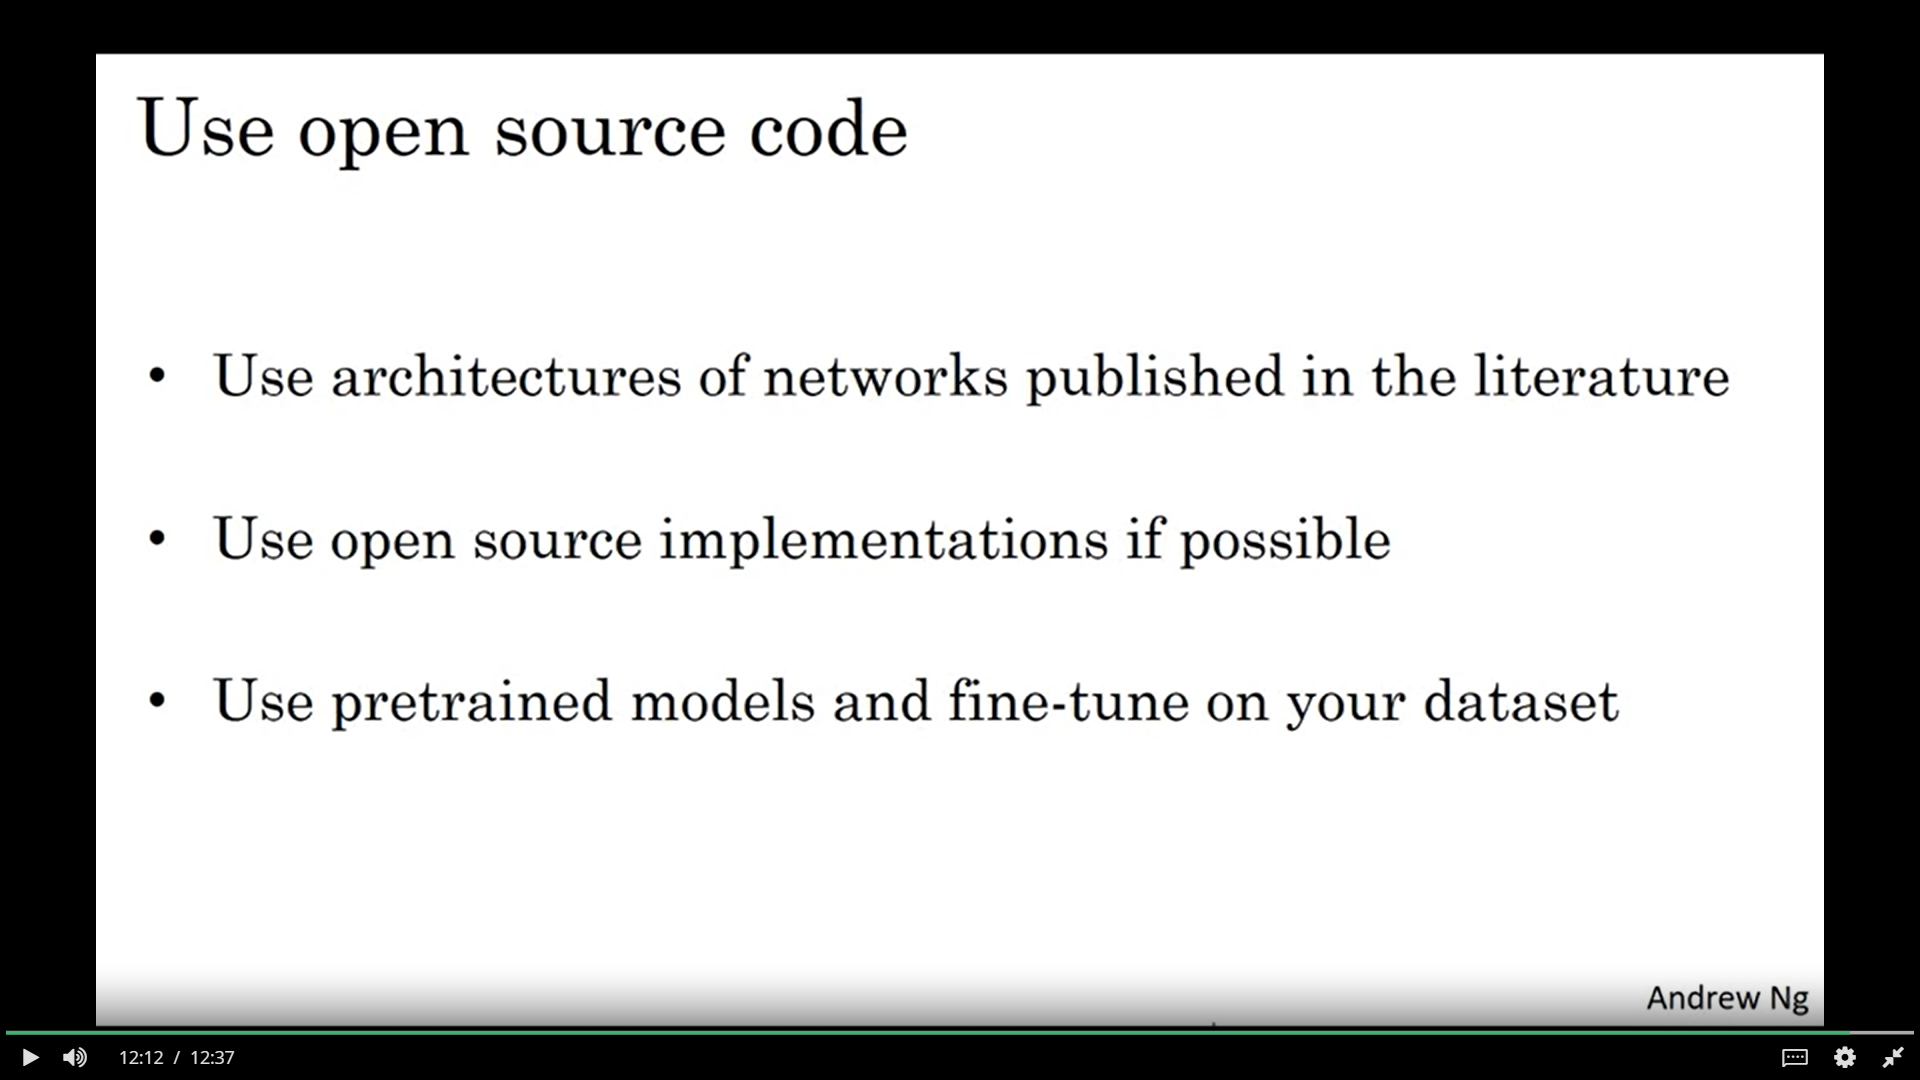 Use open source code
• Use architectures of networks published in the literature
• Use open source implementations if possible
• Use pretrained models and fine-tune on your dataset
Andrew Ng
12:12 / 12:37